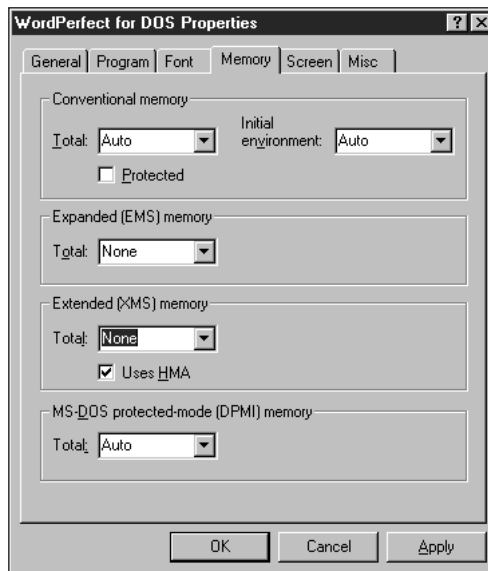 WordPerfect for DOS Properties
General Program Font Memory Screen Misc
Conventional memory
Total: Auto Initial environment: Auto
Protected
Expanded (EMS) memory
Total: None
Extended (XMS) memory
Total: None
Uses HMA
MS-DOS protected-mode (DPMI) memory
Total: Auto
OK Cancel Apply